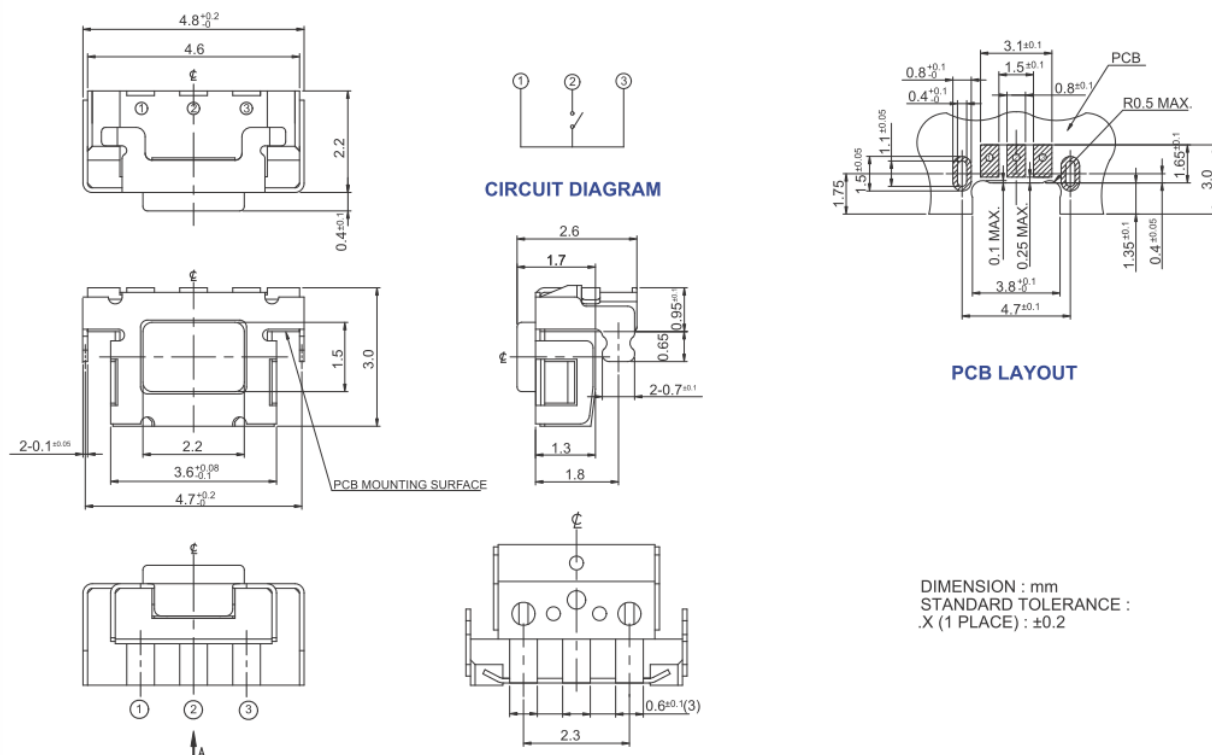 4.8+0.2 -0
4.6
℄
① ② ③
2.2
0.4±0.1
① ② ③
CIRCUIT DIAGRAM
3.1±0.1
1.5±0.1
0.8+0.1 -0
0.8±0.1
PCB
0.4+0.1 -0
R0.5 MAX.
1.1±0.05
1.5±0.05
1.75
1.65±0.1
3.0
0.1 MAX.
0.25 MAX.
1.35±0.1
0.4±0.05
3.8+0.1 -0
4.7±0.1
PCB LAYOUT
℄
1.5
3.0
2-0.1±0.05
2.2
3.6+0.08 -0.1
4.7+0.2 -0
PCB MOUNTING SURFACE
2.6
1.7
0.95±0.1
0.65
℄
2-0.7±0.1
1.3
1.8
℄
① ② ③
A
℄
0.6±0.1(3)
2.3
DIMENSION : mm
STANDARD TOLERANCE :
.X (1 PLACE) : ±0.2